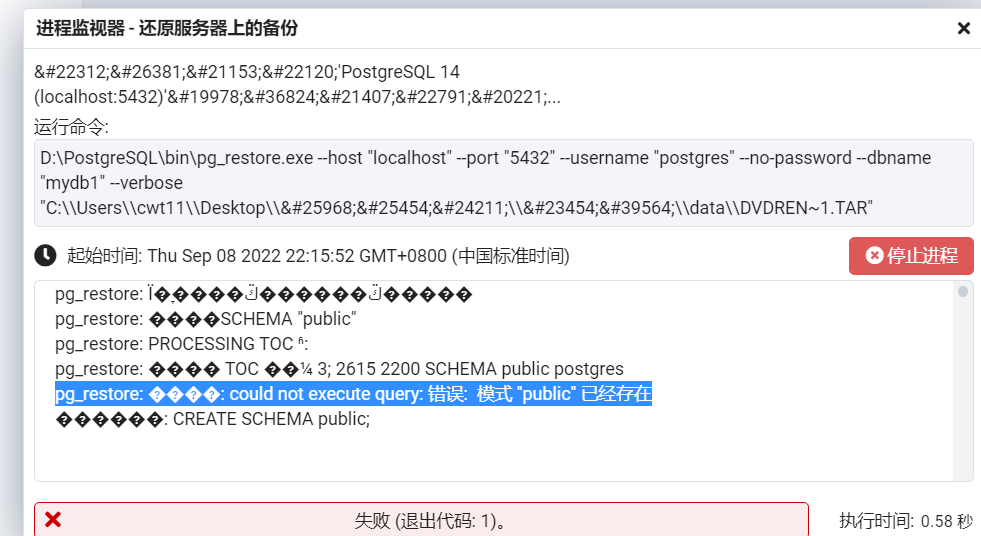 进程监视器 - 还原服务器上的备份
&#22312;&#26381;&#21153;&#22120;'PostgreSQL 14
(localhost:5432)'&#19978;&#36824;&#21407;&#22791;&#20221;...
运行命令:
D:\PostgreSQL\bin\pg_restore.exe --host "localhost" --port "5432" --username "postgres" --no-password --dbname
"mydb1" --verbose
"C:\\Users\\cwt11\\Desktop\\&#25968;&#25454;&#24211;\\&#23454;&#39564;\\data\\DVDREN~1.TAR"
起始时间: Thu Sep 08 2022 22:15:52 GMT+0800 (中国标准时间)
停止进程
pg_restore:
pg_restore: ����SCHEMA "public"
pg_restore: PROCESSING TOC
pg_restore: ���� TOC ��¼ 3; 2615 2200 SCHEMA public postgres
pg_restore: ����: could not execute query: 错误: 模式 "public" 已经存在
������: CREATE SCHEMA public;
失败 (退出代码: 1)。
执行时间: 0.58 秒